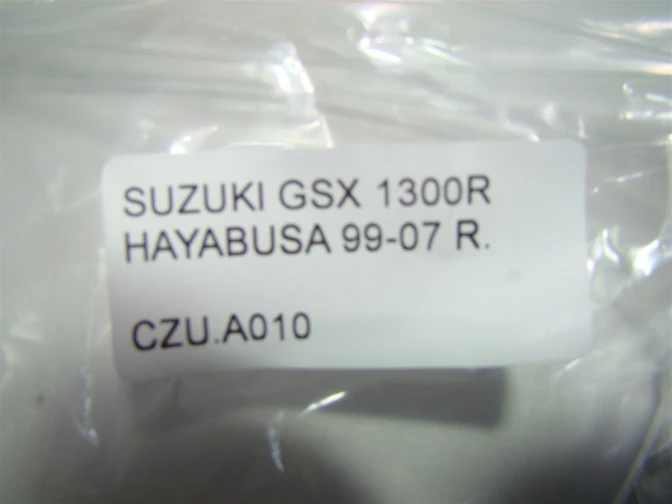 SUZUKI GSX 1300R
HAYABUSA 99-07 R.
CZU.A010